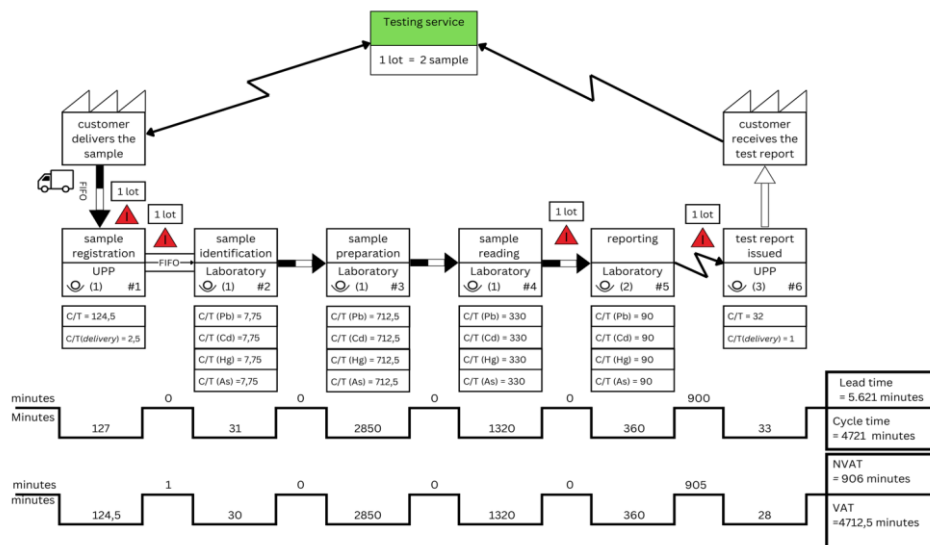 Testing service
1 lot = 2 sample
customer
delivers the
sample
customer
receives the
test report
FIFO
1 lot
1 lot
1 lot
1 lot
sample
registration
UPP
(1) #1
FIFO
sample
identification
Laboratory
(1) #2
sample
preparation
Laboratory
(1) #3
sample
reading
Laboratory
(1) #4
reporting
Laboratory
(2) #5
test report
issued
UPP
(3) #6
C/T = 124,5
C/T(delivery) = 2,5
C/T (Pb) = 7,75
C/T (Cd) =7,75
C/T (Hg) =7,75
C/T (As) =7,75
C/T (Pb) = 712,5
C/T (Cd) =712,5
C/T (Hg) =712,5
C/T (As) =712,5
C/T (Pb) = 330
C/T (Cd) =330
C/T (Hg) =330
C/T (As) =330
C/T (Pb) = 90
C/T (Cd) = 90
C/T (Hg) =90
C/T (As) =90
C/T = 32
C/T(delivery) = 1
minutes 0 0 0 0 900
Minutes
127 31 2850 1320 360 33
Lead time
= 5.621 minutes
Cycle time
= 4721 minutes
minutes 1 0 0 0 905
minutes
124,5 30 2850 1320 360 28
NVAT
= 906 minutes
VAT
=4712,5 minutes